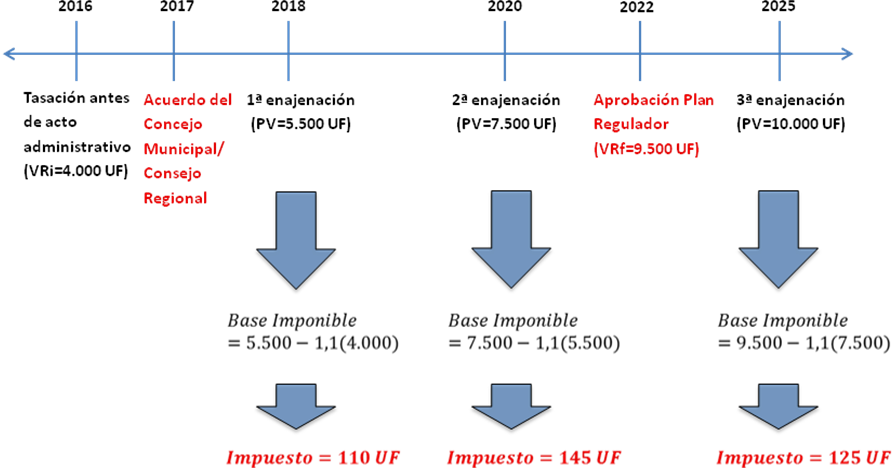 2016
2017
2018
2020
2022
2025
Tasación antes
de acto
administrativo
(VRi=4.000 UF)
Acuerdo del
Concejo
Municipal/
Consejo
Regional
1ª enajenación
(PV=5.500 UF)
2ª enajenación
(PV=7.500 UF)
Aprobación Plan
Regulador
(VRf=9.500 UF)
3ª enajenación
(PV=10.000 UF)
Base Imponible
= 5.500 − 1,1(4.000)
Base Imponible
= 7.500 − 1,1(5.500)
Base Imponible
= 9.500 − 1,1(7.500)
Impuesto = 110 UF
Impuesto = 145 UF
Impuesto = 125 UF